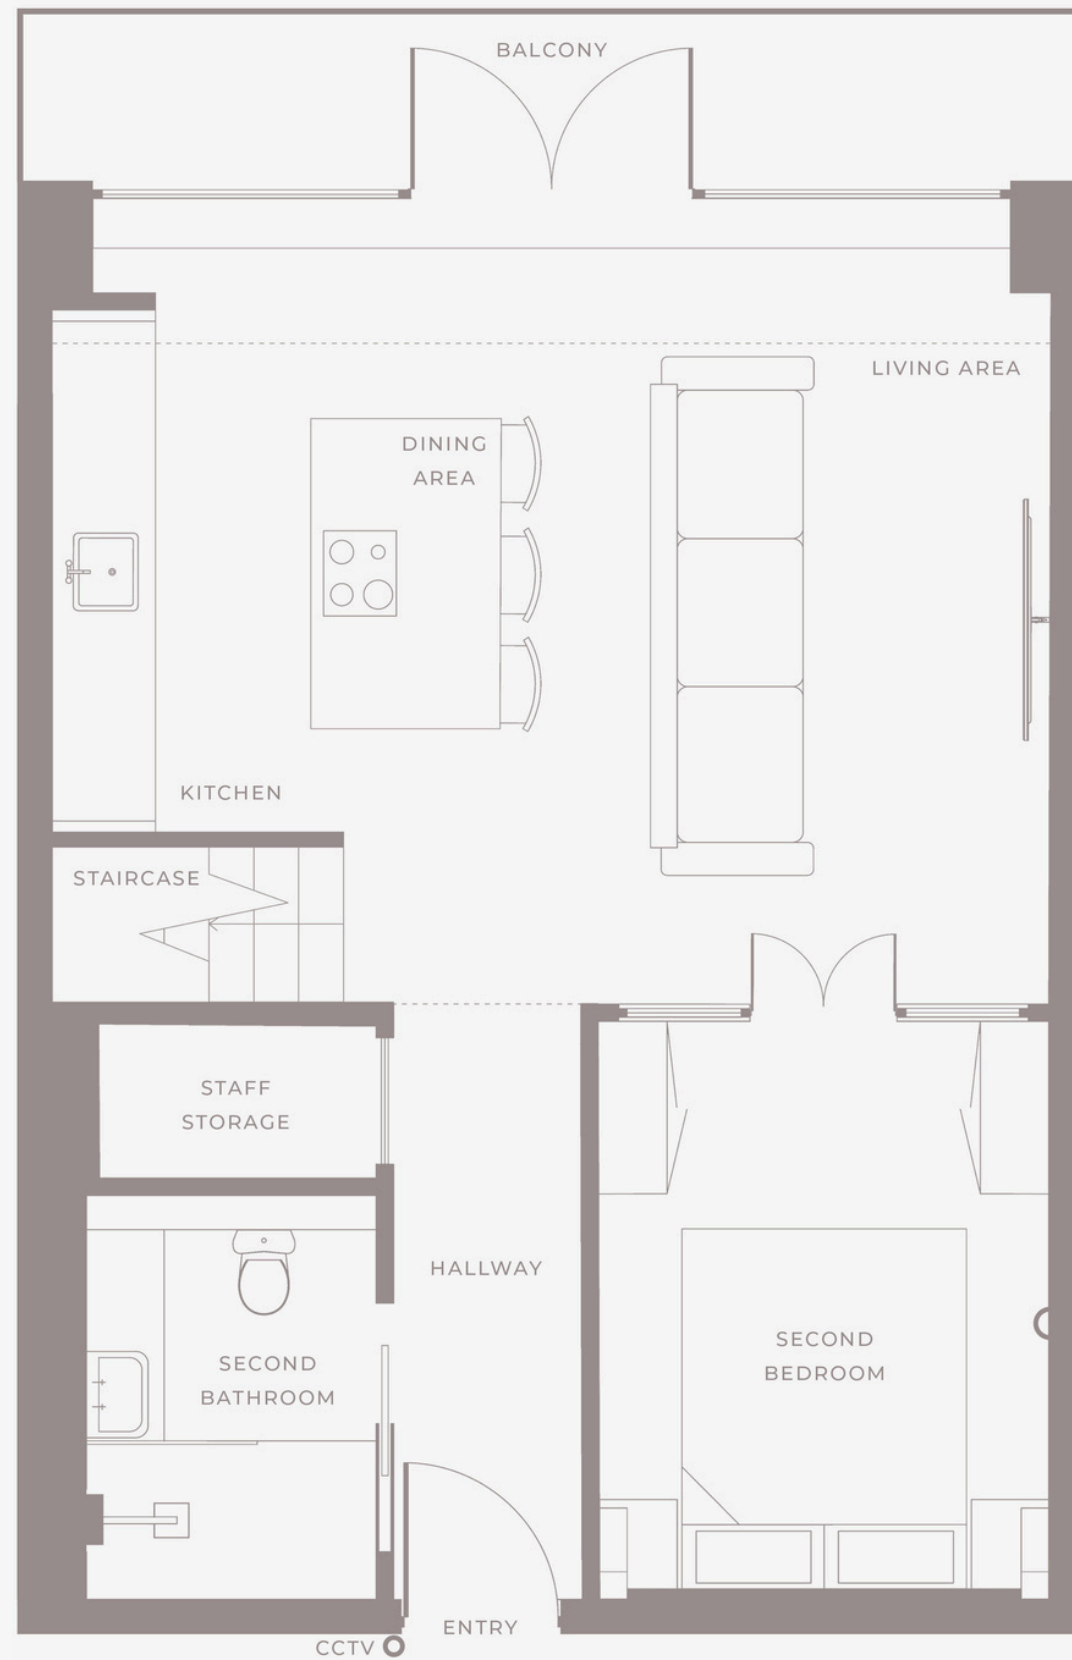 BALCONY
LIVING AREA
DINING
AREA
KITCHEN
STAIRCASE
STAFF
STORAGE
HALLWAY
SECOND
BEDROOM
SECOND
BATHROOM
ENTRY
CCTV